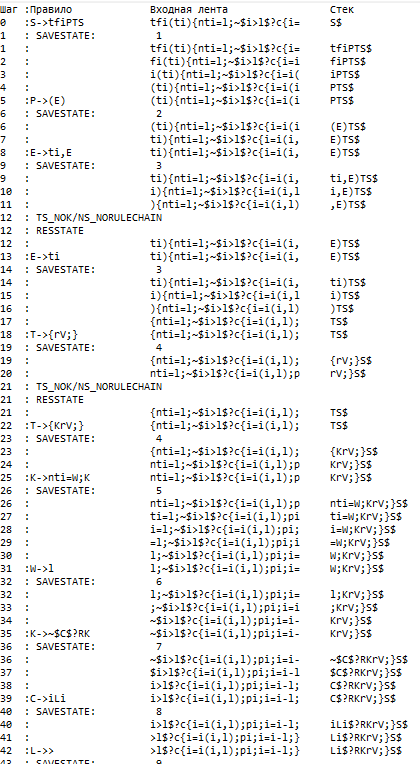 Шаг :Правило Входная лента Стек
0 :S->tfiPTS tfi(ti){nti=l;~$i>l$?c{i= S$
1 : SAVESTATE: 1
1 : tfi(ti){nti=l;~$i>l$?c{i= tfiPTS$
2 : fi(ti){nti=l;~$i>l$?c{i=i fiPTS$
3 : i(ti){nti=l;~$i>l$?c{i=i( iPTS$
4 : (ti){nti=l;~$i>l$?c{i=i(i PTS$
5 :P->(E) (ti){nti=l;~$i>l$?c{i=i(i PTS$
6 : SAVESTATE: 2
6 : (ti){nti=l;~$i>l$?c{i=i(i (E)TS$
7 : ti){nti=l;~$i>l$?c{i=i(i, E)TS$
8 :E->ti,E ti){nti=l;~$i>l$?c{i=i(i, E)TS$
9 : SAVESTATE: 3
9 : ti){nti=l;~$i>l$?c{i=i(i, ti,E)TS$
10 : i){nti=l;~$i>l$?c{i=i(i,l i,E)TS$
11 : ){nti=l;~$i>l$?c{i=i(i,l) ,E)TS$
12 : TS_NOK/NS_NORULECHAIN
12 : RESSTATE
12 : ti){nti=l;~$i>l$?c{i=i(i, E)TS$
13 :E->ti ti){nti=l;~$i>l$?c{i=i(i, E)TS$
14 : SAVESTATE: 3
14 : ti){nti=l;~$i>l$?c{i=i(i, ti)TS$
15 : i){nti=l;~$i>l$?c{i=i(i,l i)TS$
16 : ){nti=l;~$i>l$?c{i=i(i,l) )TS$
17 : {nti=l;~$i>l$?c{i=i(i,l); TS$
18 :T->{rV;} {nti=l;~$i>l$?c{i=i(i,l); TS$
19 : SAVESTATE: 4
19 : {nti=l;~$i>l$?c{i=i(i,l); {rV;}S$
20 : nti=l;~$i>l$?c{i=i(i,l);p rV;}S$
21 : TS_NOK/NS_NORULECHAIN
21 : RESSTATE
21 : {nti=l;~$i>l$?c{i=i(i,l); TS$
22 :T->{KrV;} {nti=l;~$i>l$?c{i=i(i,l); TS$
23 : SAVESTATE: 4
23 : {nti=l;~$i>l$?c{i=i(i,l); {KrV;}S$
24 : nti=l;~$i>l$?c{i=i(i,l);p KrV;}S$
25 :K->nti=W;K nti=l;~$i>l$?c{i=i(i,l);p KrV;}S$
26 : SAVESTATE: 5
26 : nti=l;~$i>l$?c{i=i(i,l);p nti=W;KrV;}S$
27 : ti=l;~$i>l$?c{i=i(i,l);pi ti=W;KrV;}S$
28 : i=l;~$i>l$?c{i=i(i,l);pi; i=W;KrV;}S$
29 : =l;~$i>l$?c{i=i(i,l);pi;i =W;KrV;}S$
30 : l;~$i>l$?c{i=i(i,l);pi;i= W;KrV;}S$
31 :W->l l;~$i>l$?c{i=i(i,l);pi;i= W;KrV;}S$
32 : SAVESTATE: 6
32 : l;~$i>l$?c{i=i(i,l);pi;i= l;KrV;}S$
33 : ;~$i>l$?c{i=i(i,l);pi;i=i ;KrV;}S$
34 : ~$i>l$?c{i=i(i,l);pi;i=i- KrV;}S$
35 :K->~$C$?RK ~$i>l$?c{i=i(i,l);pi;i=i- KrV;}S$
36 : SAVESTATE: 7
36 : ~$i>l$?c{i=i(i,l);pi;i=i- ~$C$?RKrV;}S$
37 : $i>l$?c{i=i(i,l);pi;i=i-l $C$?RKrV;}S$
38 : i>l$?c{i=i(i,l);pi;i=i-l; C$?RKrV;}S$
39 :C->iLi i>l$?c{i=i(i,l);pi;i=i-l; C$?RKrV;}S$
40 : SAVESTATE: 8
40 : i>l$?c{i=i(i,l);pi;i=i-l; iLi$?RKrV;}S$
41 : >l$?c{i=i(i,l);pi;i=i-l;} Li$?RKrV;}S$
42 :L->> >l$?c{i=i(i,l);pi;i=i-l;} Li$?RKrV;}S$